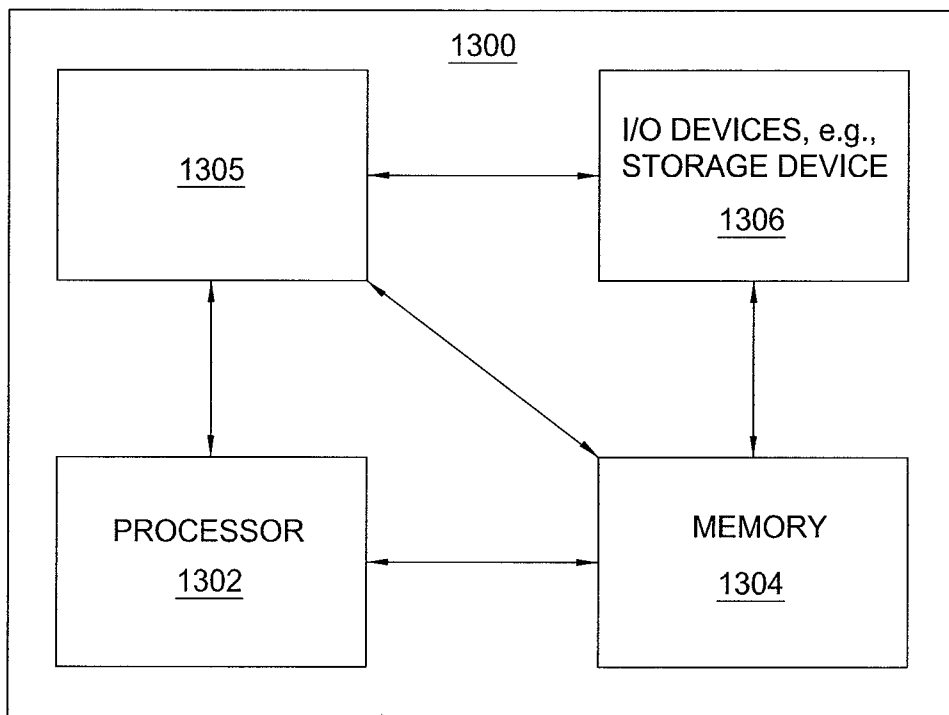 1300
1305
I/O DEVICES, e.g.,
STORAGE DEVICE
1306
PROCESSOR
1302
MEMORY
1304